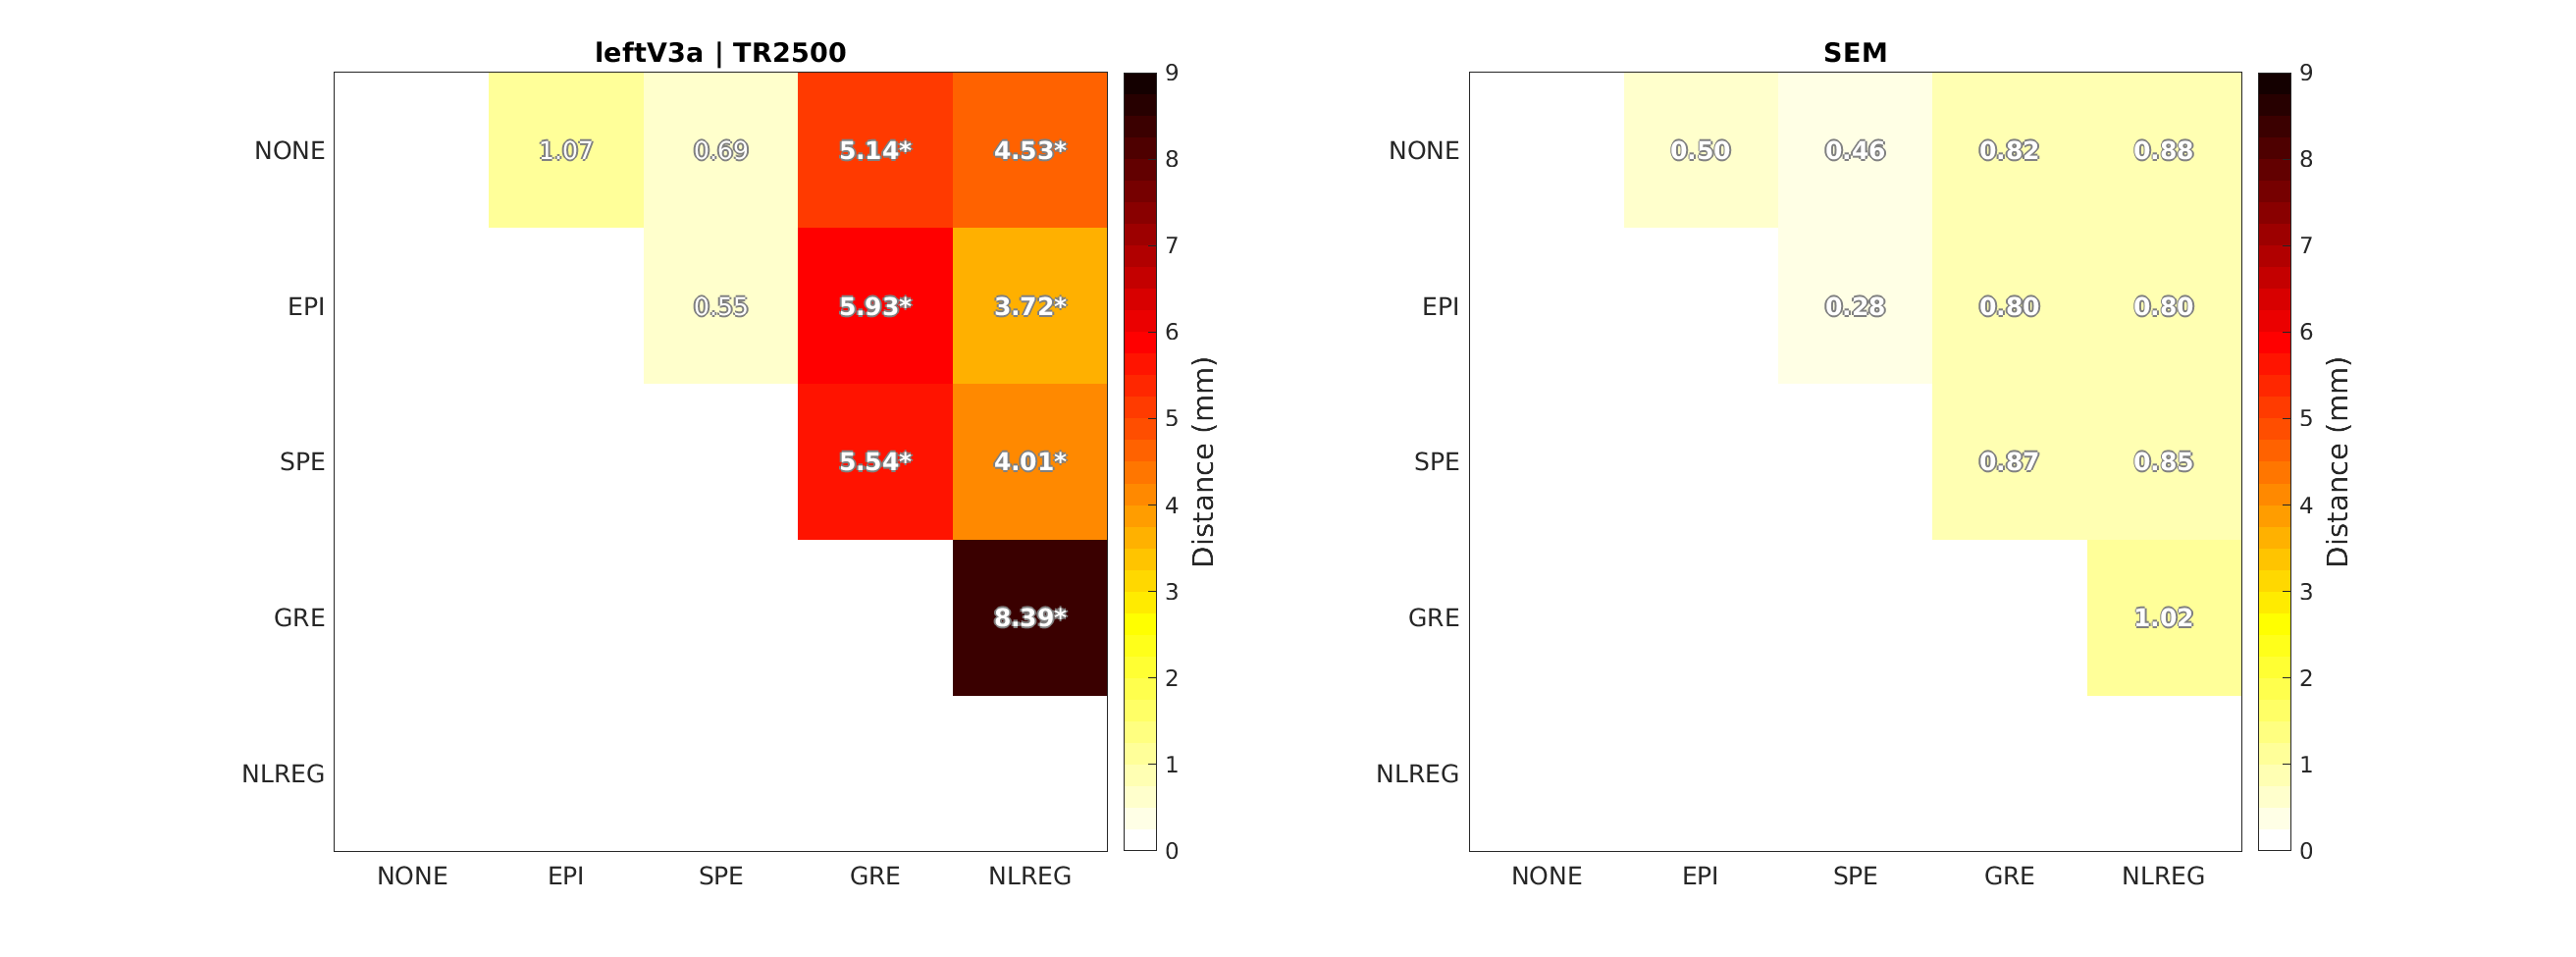 leftV3a | TR2500
NONE 1.07 0.69 5.14* 4.53*
EPI 0.55 5.93* 3.72*
SPE 5.54* 4.01*
GRE 8.39*
NLREG
NONE EPI SPE GRE NLREG
9
8
7
6
5
4
3
2
1
0
Distance (mm)
SEM
NONE 0.50 0.46 0.82 0.88
EPI 0.28 0.80 0.80
SPE 0.87 0.85
GRE 1.02
NLREG
NONE EPI SPE GRE NLREG
9
8
7
6
5
4
3
2
1
0
Distance (mm)